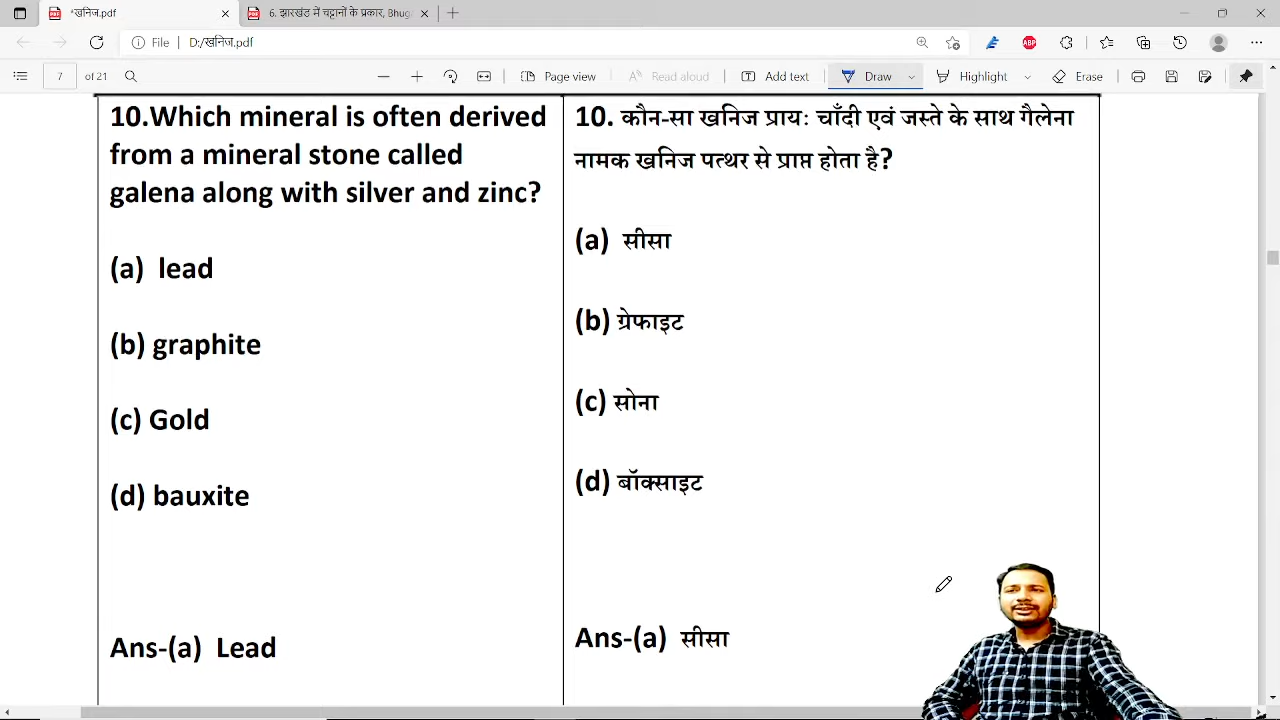 *खनिज.pdf
6. झारखंड में चट्टानों के प्रकार, Bhug
File
D:/खनिज.pdf
7 of 21
Page view
Read aloud
Add text
Draw
Highlight
Erase
10.Which mineral is often derived
from a mineral stone called
galena along with silver and zinc?
(a) lead
(b) graphite
(c) Gold
(d) bauxite
Ans-(a) Lead
10. कौन-सा खनिज प्रायः चाँदी एवं जस्ते के साथ गैलेना
नामक खनिज पत्थर से प्राप्त होता है?
(a) सीसा
(b) ग्रेफाइट
(c) सोना
(d) बॉक्साइट
Ans-(a) सीसा